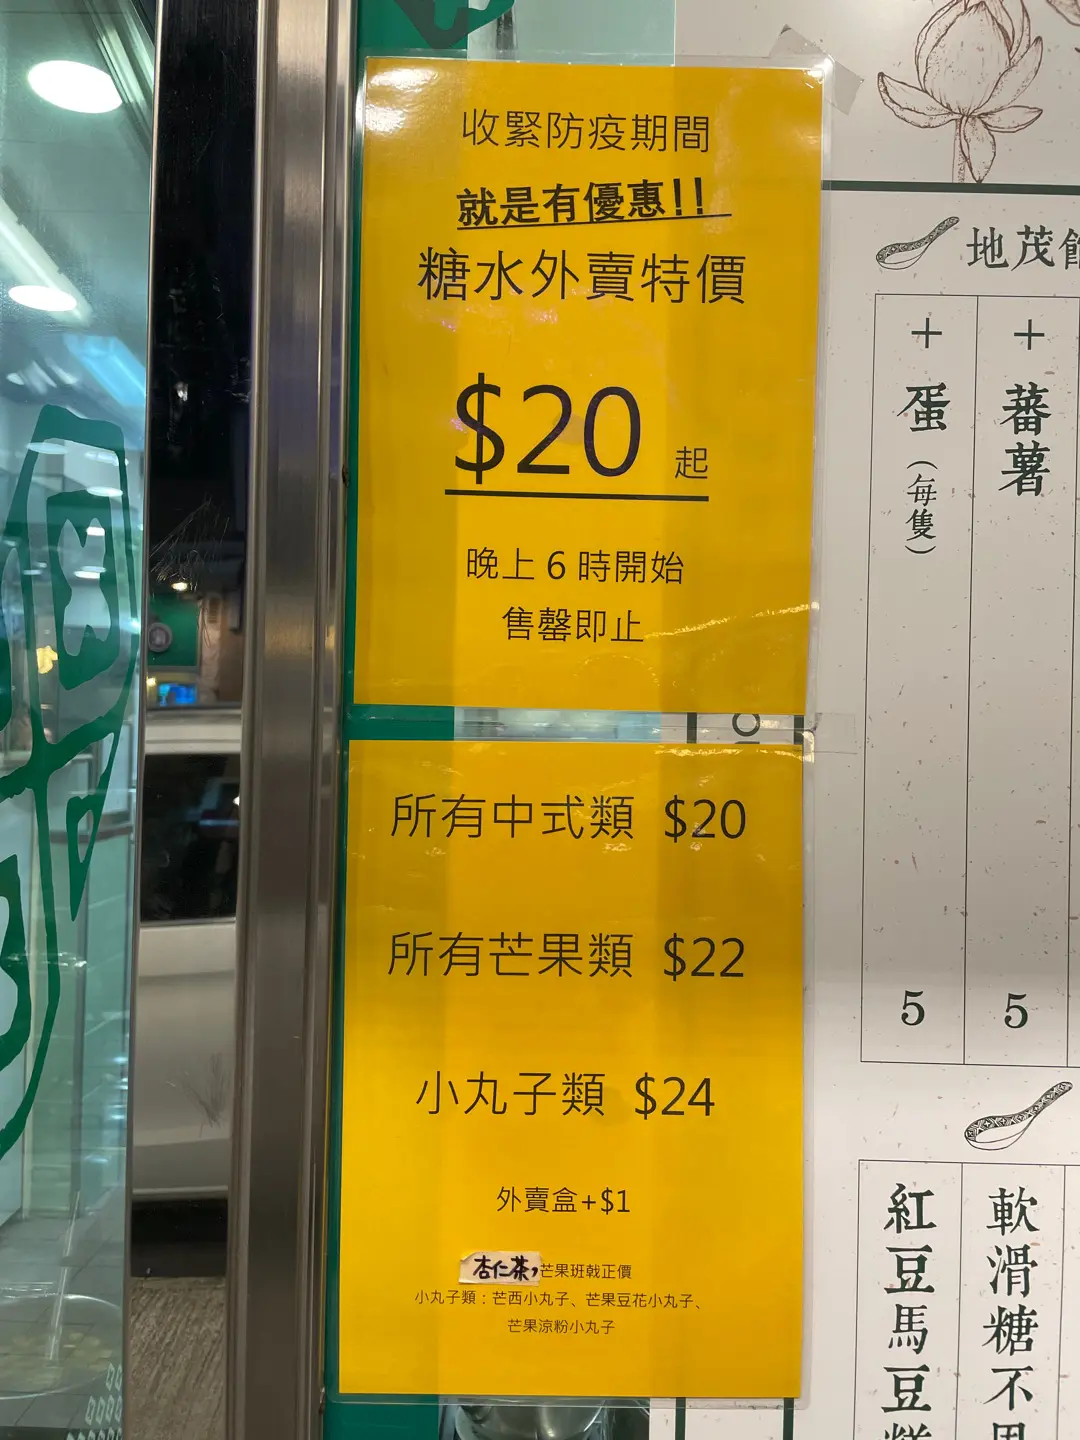 收緊防疫期間
就是有優惠!!
糖水外賣特價
$20 起
晚上 6 時開始
售罄即止
所有中式類 $20
所有芒果類 $22
小丸子類 $24
外賣盒+$1
杏仁茶,芒果班戟正價
小丸子類：芒西小丸子、芒果豆花小丸子、
芒果涼粉小丸子
地茂館
+蕃薯 5
+蛋（每隻） 5
軟滑糖不
紅豆馬豆糕